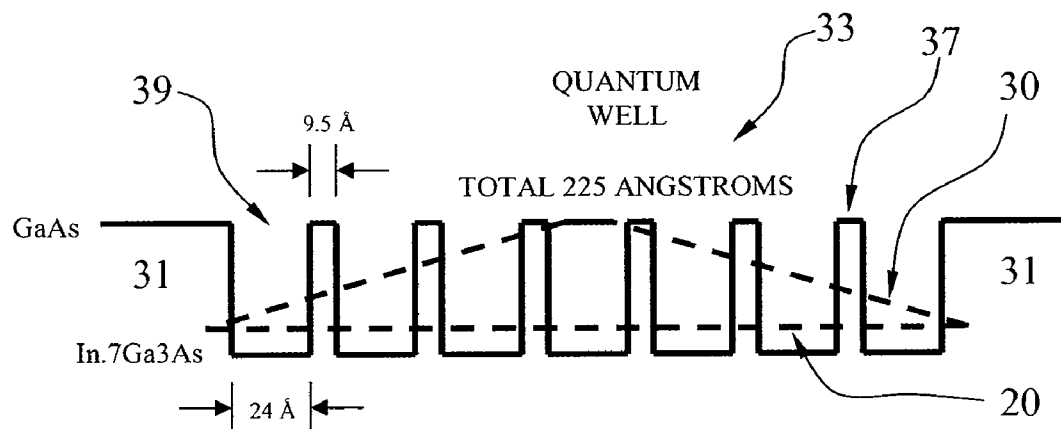 33
37
QUANTUM
WELL
39
30
9.5 Å
TOTAL 225 ANGSTROMS
GaAs
31
31
In.7Ga3As
24 Å
20